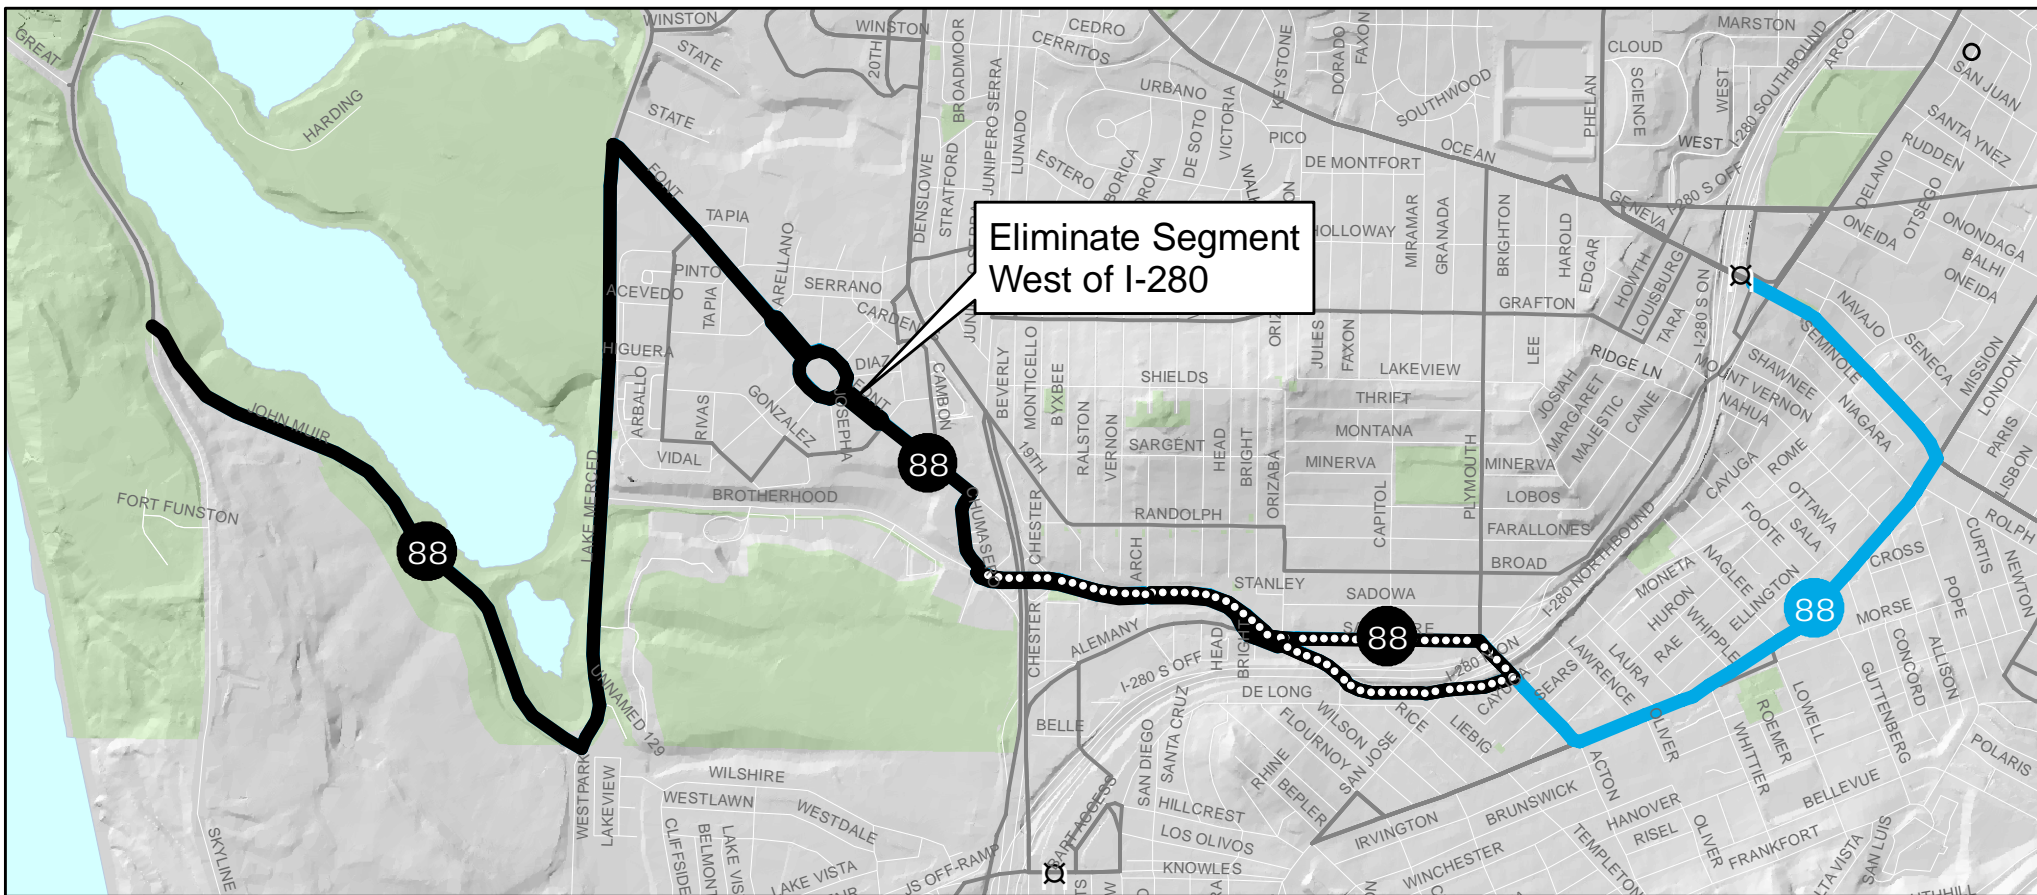 WINSTON
WINSTON
CEDRO
MARSTON
GREAT
STATE
20TH
BROADMOOR
CERRITOS
KEYSTONE
DORADO
FAXON
CLOUD
I-280 SOUTHBOUND
ARCO
JUNIPERO SERRA
LUNADO
URBANO
SOUTHWOOD
PHELAN
SCIENCE
WEST
SAN JUAN
HARDING
STATE
STRATFORD
DENSLOWE
ESTERO
DE SOTO
VICTORIA
PICO
OCEAN
WEST
SANTA YNEZ
RUDDEN
DE MONTFORT
I-280 S OFF
DELANO
OTSEGO
FONT
TAPIA
ARELLANO
MIRAMAR
GRANADA
BRIGHTON
HAROLD
EDGAR
GENEVA
ONEIDA
ONONDAGA
BALHI
ONEIDA
Eliminate Segment
West of I-280
HOLLOWAY
HOWTH
LOUISBURG
TARA
I-280 S ON
PINTO
ACEVEDO
TAPIA
SERRANO
CARDENAS
GRAFTON
NAVAJO
SEMINOLE
SENECA
MISSION
LONDON
PARIS
LISBON
HIGUERA
DIAZ
FONT
CAMBON
BEVERLY
MONTICELLO
BYXBEE
SHIELDS
JULES
FAXON
LAKEVIEW
LEE
RIDGE LN
MOUNT VERNON
SHAWNEE
NIAGARA
NAHUA
ARBALLO
RIVAS
GONZALEZ
JOSEPHA
THRIFT
JOSIAH
MARGARET
MAJESTIC
CAINE
JOHN MUIR
VIDAL
19TH
RALSTON
VERNON
SARGENT
HEAD
BRIGHT
ORIZABA
MONTANA
MINERVA
CAPITOL
PLYMOUTH
MINERVA
LOBOS
FARALLONES
CAYUGA
ROME
OTTAWA
88
88
LAKE MERCED
BROTHERHOOD
FORT FUNSTON
CHUMASERO
CHESTER
RANDOLPH
FOOTE
SALA
CROSS
ROLPH
CURTIS
NEWTON
ARCH
BROAD
I-280 NORTHBOUND
MONETA
NAGLEE
ELLINGTON
HURON
WHIPPLE
RAE
STANLEY
SADOWA
88
88
MORSE
POPE
ALLISON
CONCORD
GUTTENBERG
ALEMANY
CHESTER
HEAD
BRIGHT
CAYUGA
SEARS
LAWRENCE
LAURA
UNNAMED 129
BELLE
I-280 S OFF
DE LONG
WILSON
RICE
LIEBIG
OLIVER
ROEMER
LOWELL
WHITTIER
POLARIS
SAN DIEGO
SANTA CRUZ
FLOURNOY
RHINE
SAN JOSE
BEPLER
ACTON
BELLEVUE
WESTPARK
LAKEVIEW
WILSHIRE
WESTLAWN
WESTDALE
BART ACCESS
HILLCREST
LOS OLIVOS
KNOWLES
IRVINGTON
BRUNSWICK
HANOVER
RISEL
OLIVER
FRANKFORT
SAN LUIS
SKYLINE
CLIFFSIDE
LAKE VISTA
WINCHESTER
TEMPLETON